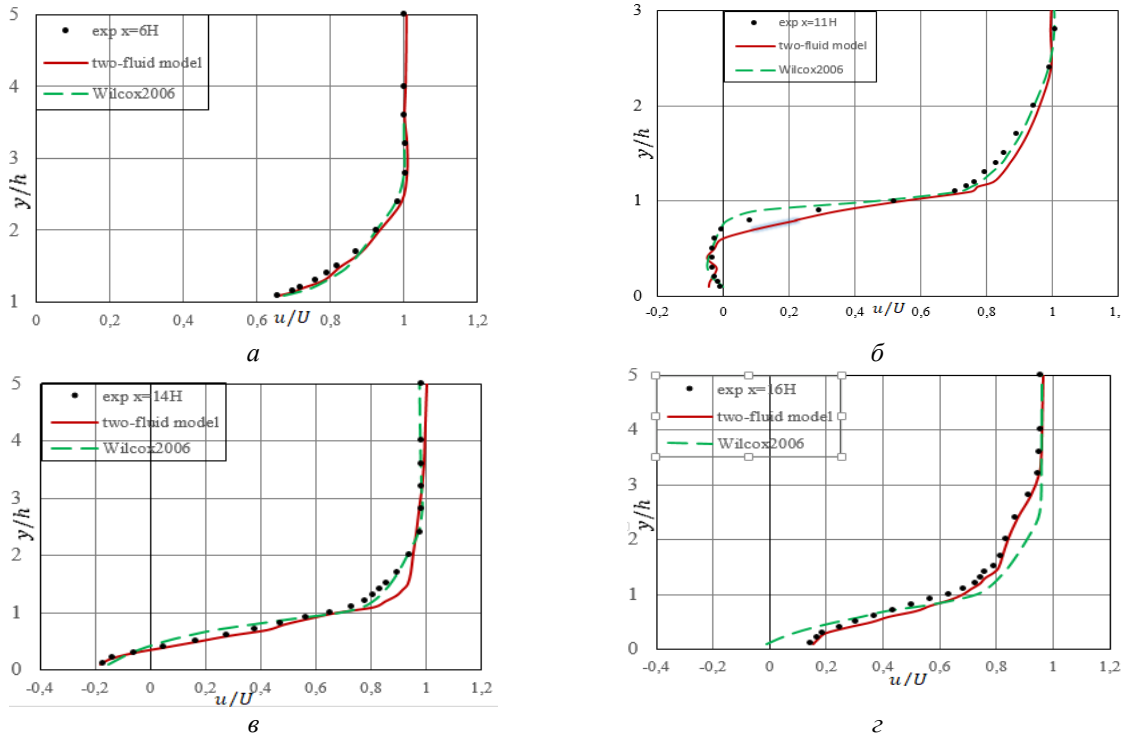 exp x=6H
two-fluid model
Wilcox2006
5
4
3
2
1
y/h
0
0,2
0,4
0,6
0,8
1
1,2
u/U
а
exp x=11H
two-fluid model
Wilcox2006
3
2
1
0
y/h
-0,2
0
0,2
0,4
0,6
0,8
1
1,
u/U
б
exp x=14H
two-fluid model
Wilcox2006
5
4
3
2
1
0
y/h
-0,4
-0,2
0
0,2
0,4
0,6
0,8
1
1,2
u/U
в
exp x=16H
two-fluid model
Wilcox2006
5
4
3
2
1
0
y/h
-0,4
-0,2
0
0,2
0,4
0,6
0,8
1
1,2
u/U
г